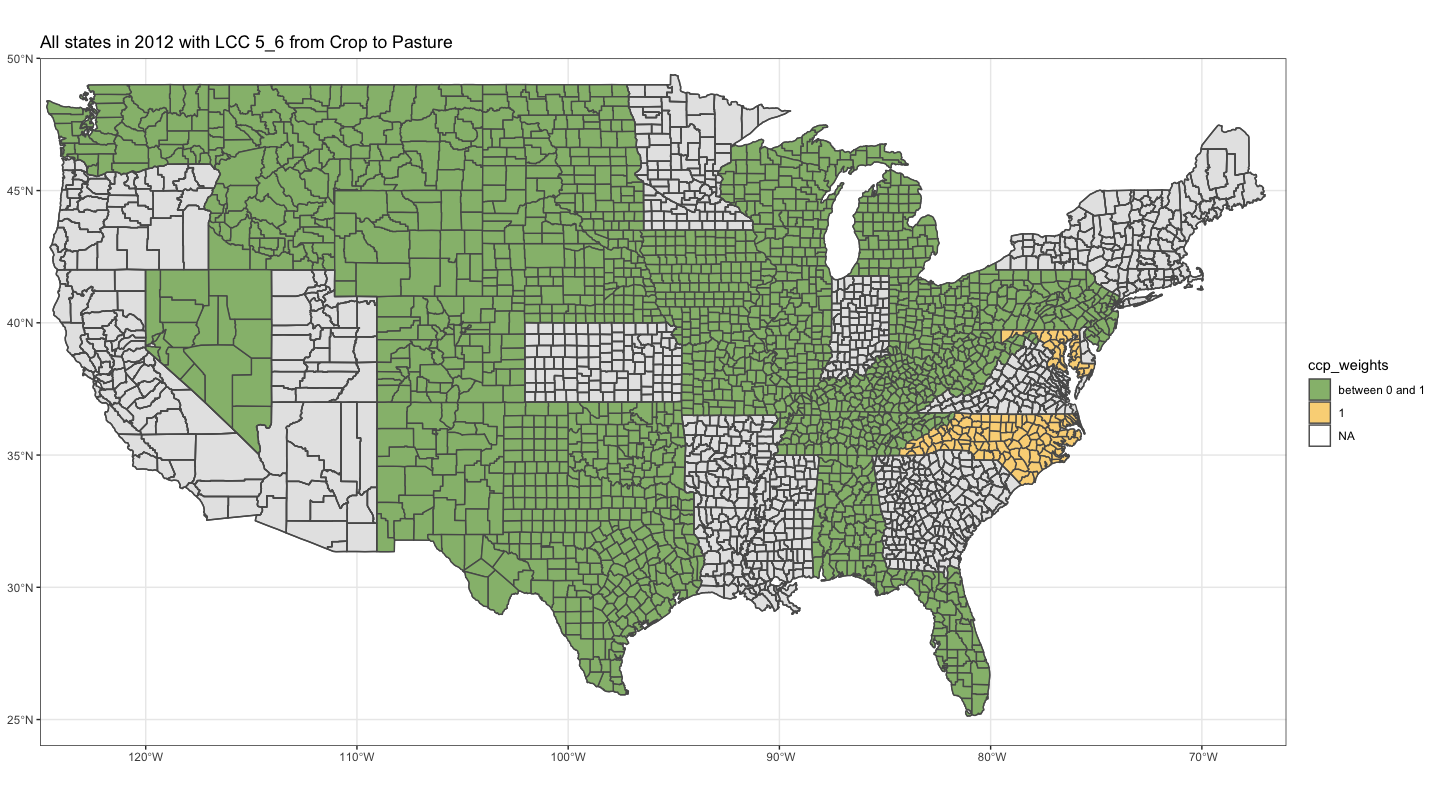 All states in 2012 with LCC 5_6 from Crop to Pasture
50°N
45°N
40°N
35°N
30°N
25°N
120°W
110°W
100°W
90°W
80°W
70°W
ccp_weights
between 0 and 1
1
NA